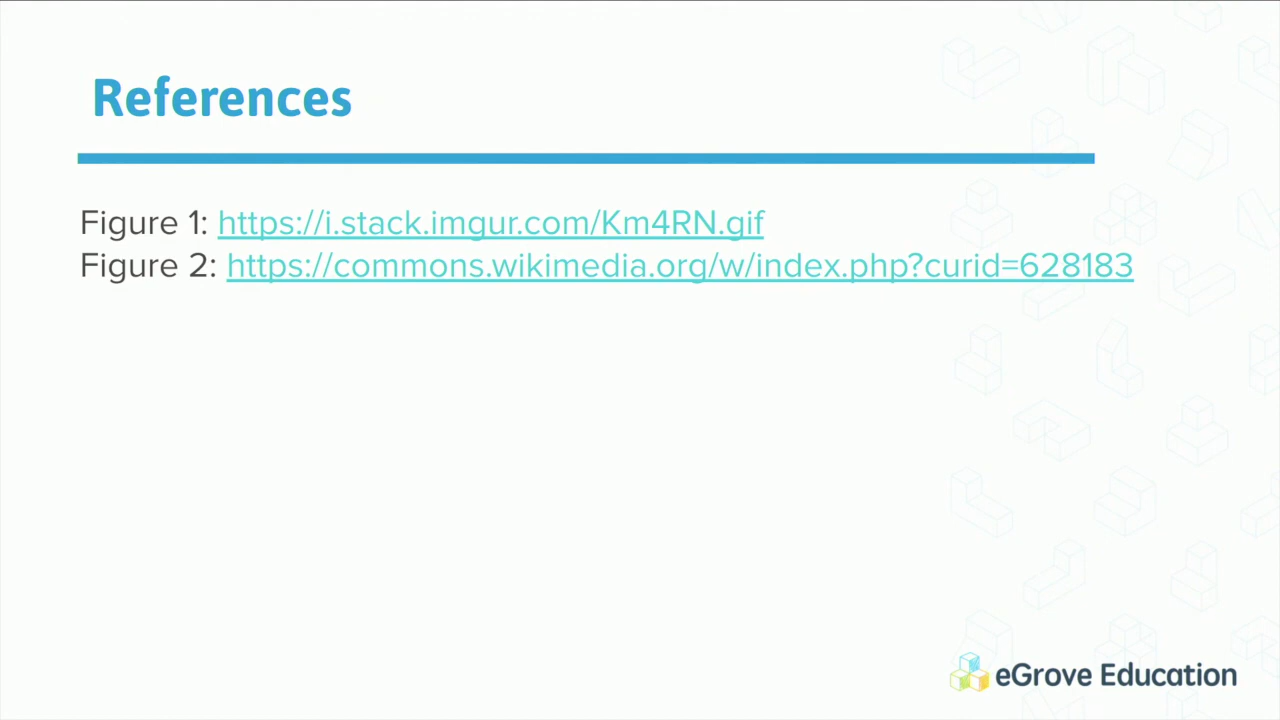 References
Figure 1: https://i.stack.imgur.com/Km4RN.gif
Figure 2: https://commons.wikimedia.org/w/index.php?curid=628183
eGrove Education